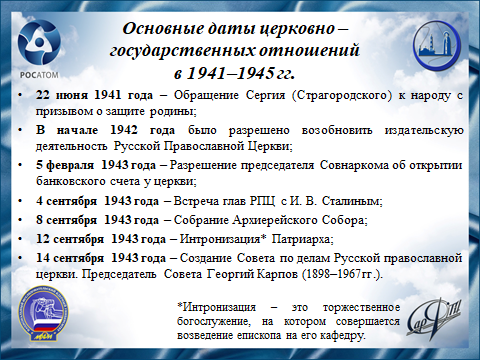 Основные даты церковно –
государственных отношений
в 1941–1945 гг.
РОСАТОМ
• 22 июня 1941 года – Обращение Сергия (Страгородского) к народу с
призывом о защите родины;
• В начале 1942 года было разрешено возобновить издательскую
деятельность Русской Православной Церкви;
• 5 февраля 1943 года – Разрешение председателя Совнаркома об открытии
банковского счета у церкви;
• 4 сентября 1943 года – Встреча глав РПЦ с И. В. Сталиным;
• 8 сентября 1943 года – Собрание Архиерейского Собора;
• 12 сентября 1943 года – Интронизация* Патриарха;
• 14 сентября 1943 года – Создание Совета по делам Русской православной
церкви. Председатель Совета Георгий Карпов (1898–1967гг.).
*Интронизация – это торжественное
богослужение, на котором совершается
возведение епископа на его кафедру.